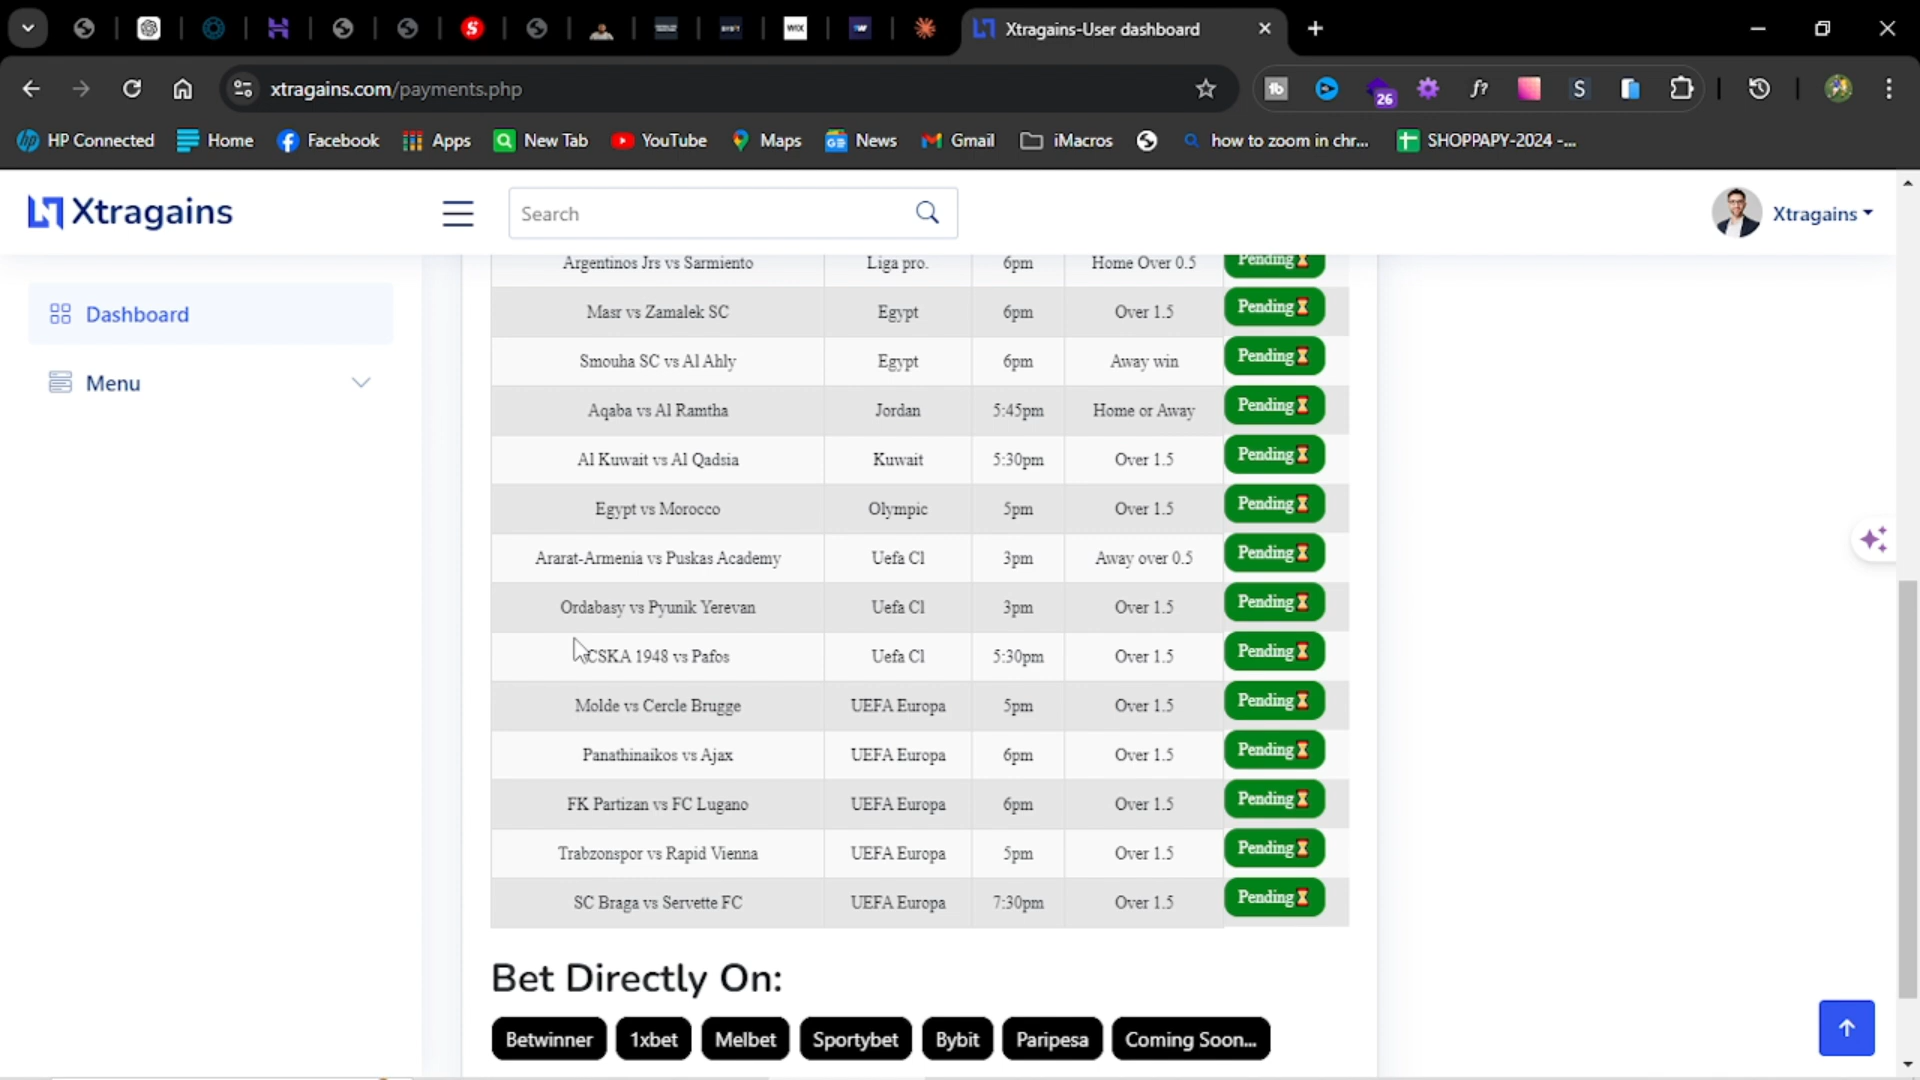 Xtragains-User dashboard
xtragains.com/payments.php
26
f?
S
HP Connected
Home
Facebook
Apps
New Tab
YouTube
Maps
News
Gmail
iMacros
how to zoom in chr...
SHOPPAPY-2024 -...
Xtragains
Search
Xtragains
Dashboard
Menu
Argentinos Jrs vs Sarmiento Liga pro. 6pm Home Over 0.5 Pending⏳
Masr vs Zamalek SC Egypt 6pm Over 1.5 Pending⏳
Smouha SC vs Al Ahly Egypt 6pm Away win Pending⏳
Aqaba vs Al Ramtha Jordan 5:45pm Home or Away Pending⏳
Al Kuwait vs Al Qadsia Kuwait 5:30pm Over 1.5 Pending⏳
Egypt vs Morocco Olympic 5pm Over 1.5 Pending⏳
Ararat-Armenia vs Puskas Academy Uefa Cl 3pm Away over 0.5 Pending⏳
Ordabasy vs Pyunik Yerevan Uefa Cl 3pm Over 1.5 Pending⏳
CSKA 1948 vs Pafos Uefa Cl 5:30pm Over 1.5 Pending⏳
Molde vs Cercle Brugge UEFA Europa 5pm Over 1.5 Pending⏳
Panathinaikos vs Ajax UEFA Europa 6pm Over 1.5 Pending⏳
FK Partizan vs FC Lugano UEFA Europa 6pm Over 1.5 Pending⏳
Trabzonspor vs Rapid Vienna UEFA Europa 5pm Over 1.5 Pending⏳
SC Braga vs Servette FC UEFA Europa 7:30pm Over 1.5 Pending⏳
Bet Directly On:
Betwinner
1xbet
Melbet
Sportybet
Bybit
Paripesa
Coming Soon...